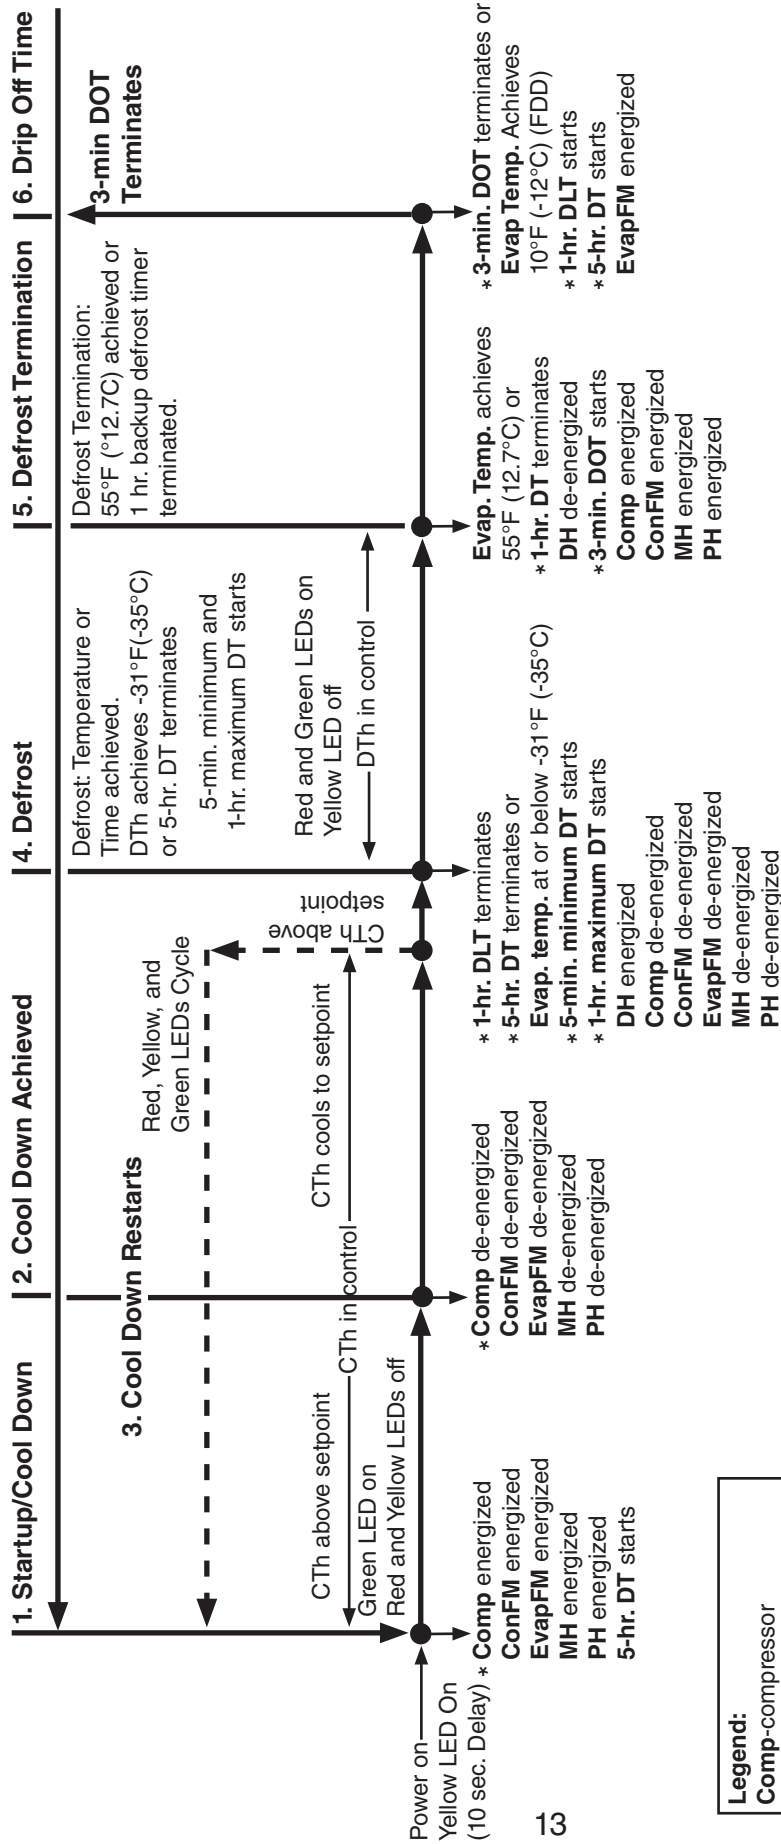 1. Startup/Cool Down
2. Cool Down Achieved
4. Defrost
5. Defrost Termination
6. Drip Off Time
3. Cool Down Restarts
Red, Yellow, and
Green LEDs Cycle
Defrost: Temperature or
Time achieved.
DTh achieves -31°F(-35°C)
or 5-hr. DT terminates
5-min. minimum and
1-hr. maximum DT starts
Red and Green LEDs on
Yellow LED off
DTh in control
Defrost Termination:
55°F (°12.7C) achieved or
1 hr. backup defrost timer
terminated.
3-min DOT
Terminates
CTh above setpoint
CTh in control
CTh cools to setpoint
CTh above
setpoint
Green LED on
Red and Yellow LEDs off
Power on
Yellow LED On
(10 sec. Delay)
* Comp energized
ConFM energized
EvapFM energized
MH energized
PH energized
5-hr. DT starts
* Comp de-energized
ConFM de-energized
EvapFM de-energized
MH de-energized
PH de-energized
* 1-hr. DLT terminates
* 5-hr. DT terminates or
Evap. temp. at or below -31°F (-35°C)
* 5-min. minimum DT starts
* 1-hr. maximum DT starts
DH energized
Comp de-energized
ConFM de-energized
EvapFM de-energized
MH de-energized
PH de-energized
Evap. Temp. achieves
55°F (12.7°C) or
* 1-hr. DT terminates
DH de-energized
* 3-min. DOT starts
Comp energized
ConFM energized
MH energized
PH energized
* 3-min. DOT terminates or
Evap Temp. Achieves
10°F (-12°C) (FDD)
* 1-hr. DLT starts
* 5-hr. DT starts
EvapFM energized
13
Legend:
Comp-compressor